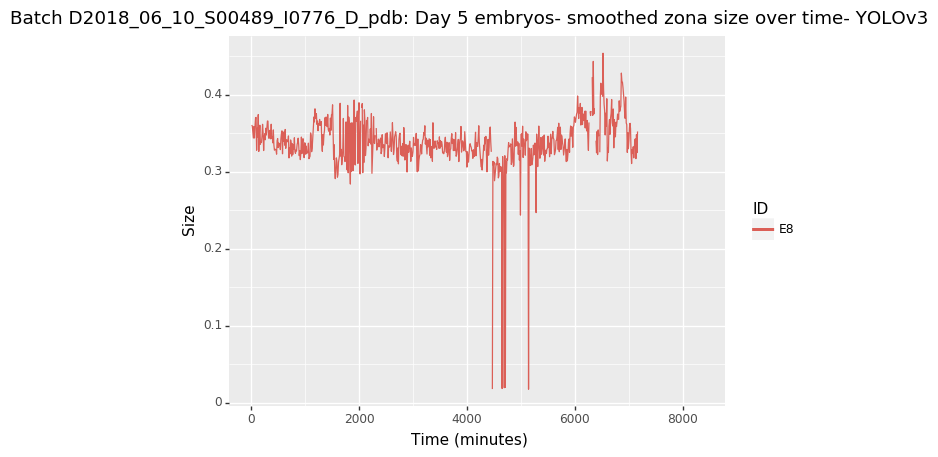 Batch D2018_06_10_S00489_I0776_D_pdb: Day 5 embryos- smoothed zona size over time- YOLOv3
0.4
0.3
0.2
0.1
0
Size
0 2000 4000 6000 8000
Time (minutes)
ID
E8